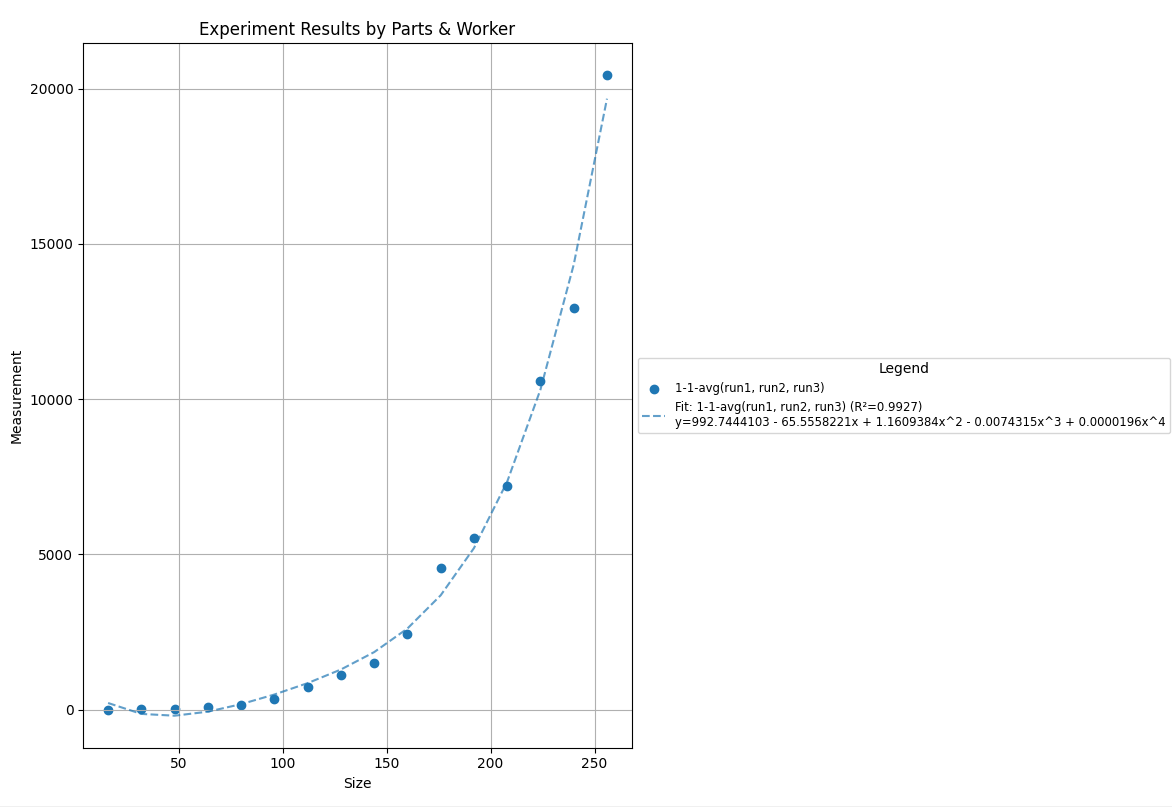 Experiment Results by Parts & Worker
20000
15000
10000
5000
0
Measurement
50
100
150
200
250
Size
Legend
1-1-avg(run1, run2, run3)
Fit: 1-1-avg(run1, run2, run3) (R²=0.9927)
y=992.7444103 - 65.5558221x + 1.1609384x^2 - 0.0074315x^3 + 0.0000196x^4